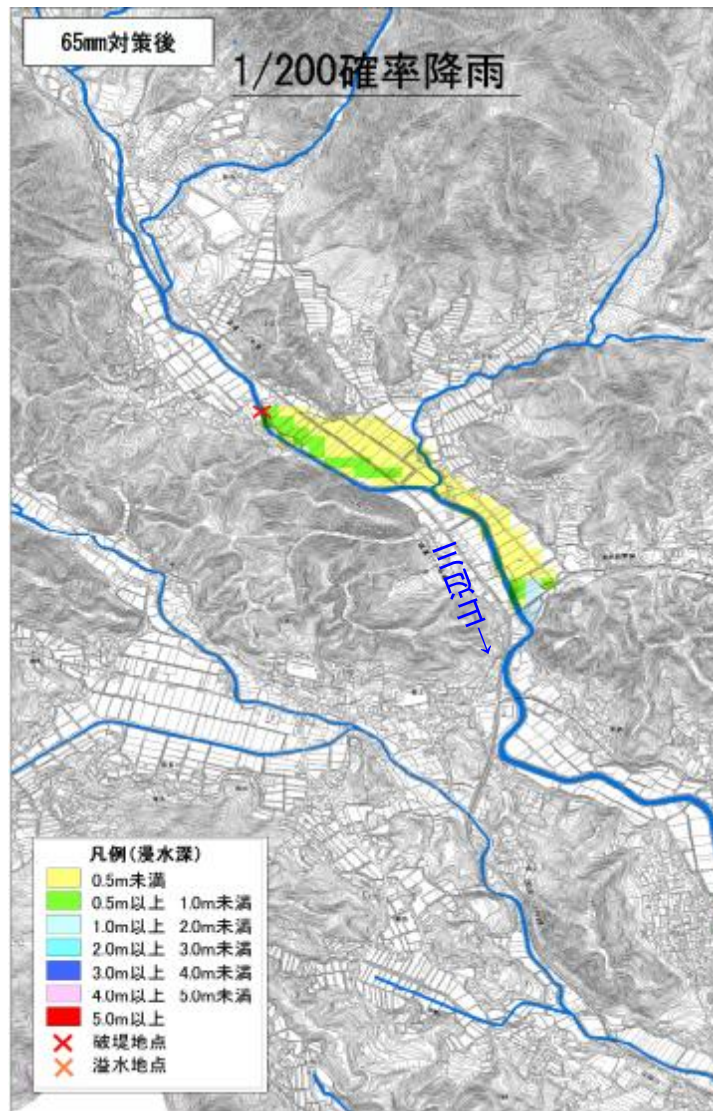 65mm対策後
1/200確率降雨
凡例(浸水深)
0.5m未満
0.5m以上 1.0m未満
1.0m以上 2.0m未満
2.0m以上 3.0m未満
3.0m以上 4.0m未満
4.0m以上 5.0m未満
5.0m以上
破堤地点
溢水地点